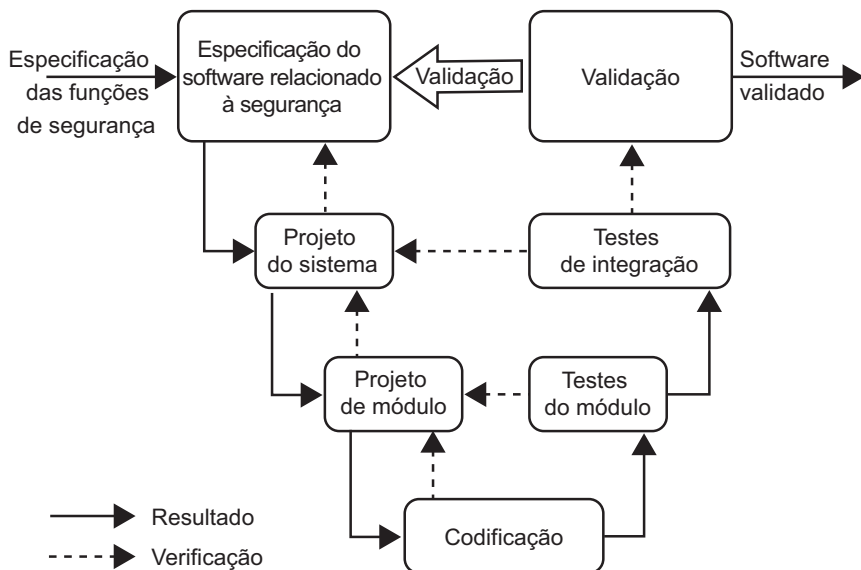 Especificação
das funções
de segurança
Especificação do
software relacionado
à segurança
Validação
Validação
Software
validado
Projeto
do sistema
Testes
de integração
Projeto
de módulo
Testes
do módulo
Codificação
Resultado
Verificação